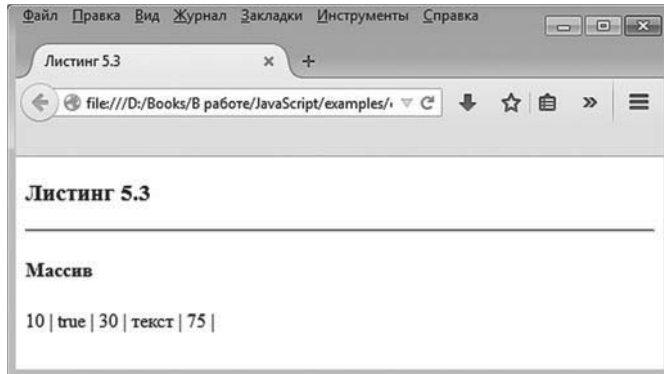 Файл Правка Вид Журнал Закладки Инструменты Справка
Листинг 5.3
file:///D:/Books/В работе/JavaScript/examples/
Листинг 5.3
Массив
10 | true | 30 | текст | 75 |